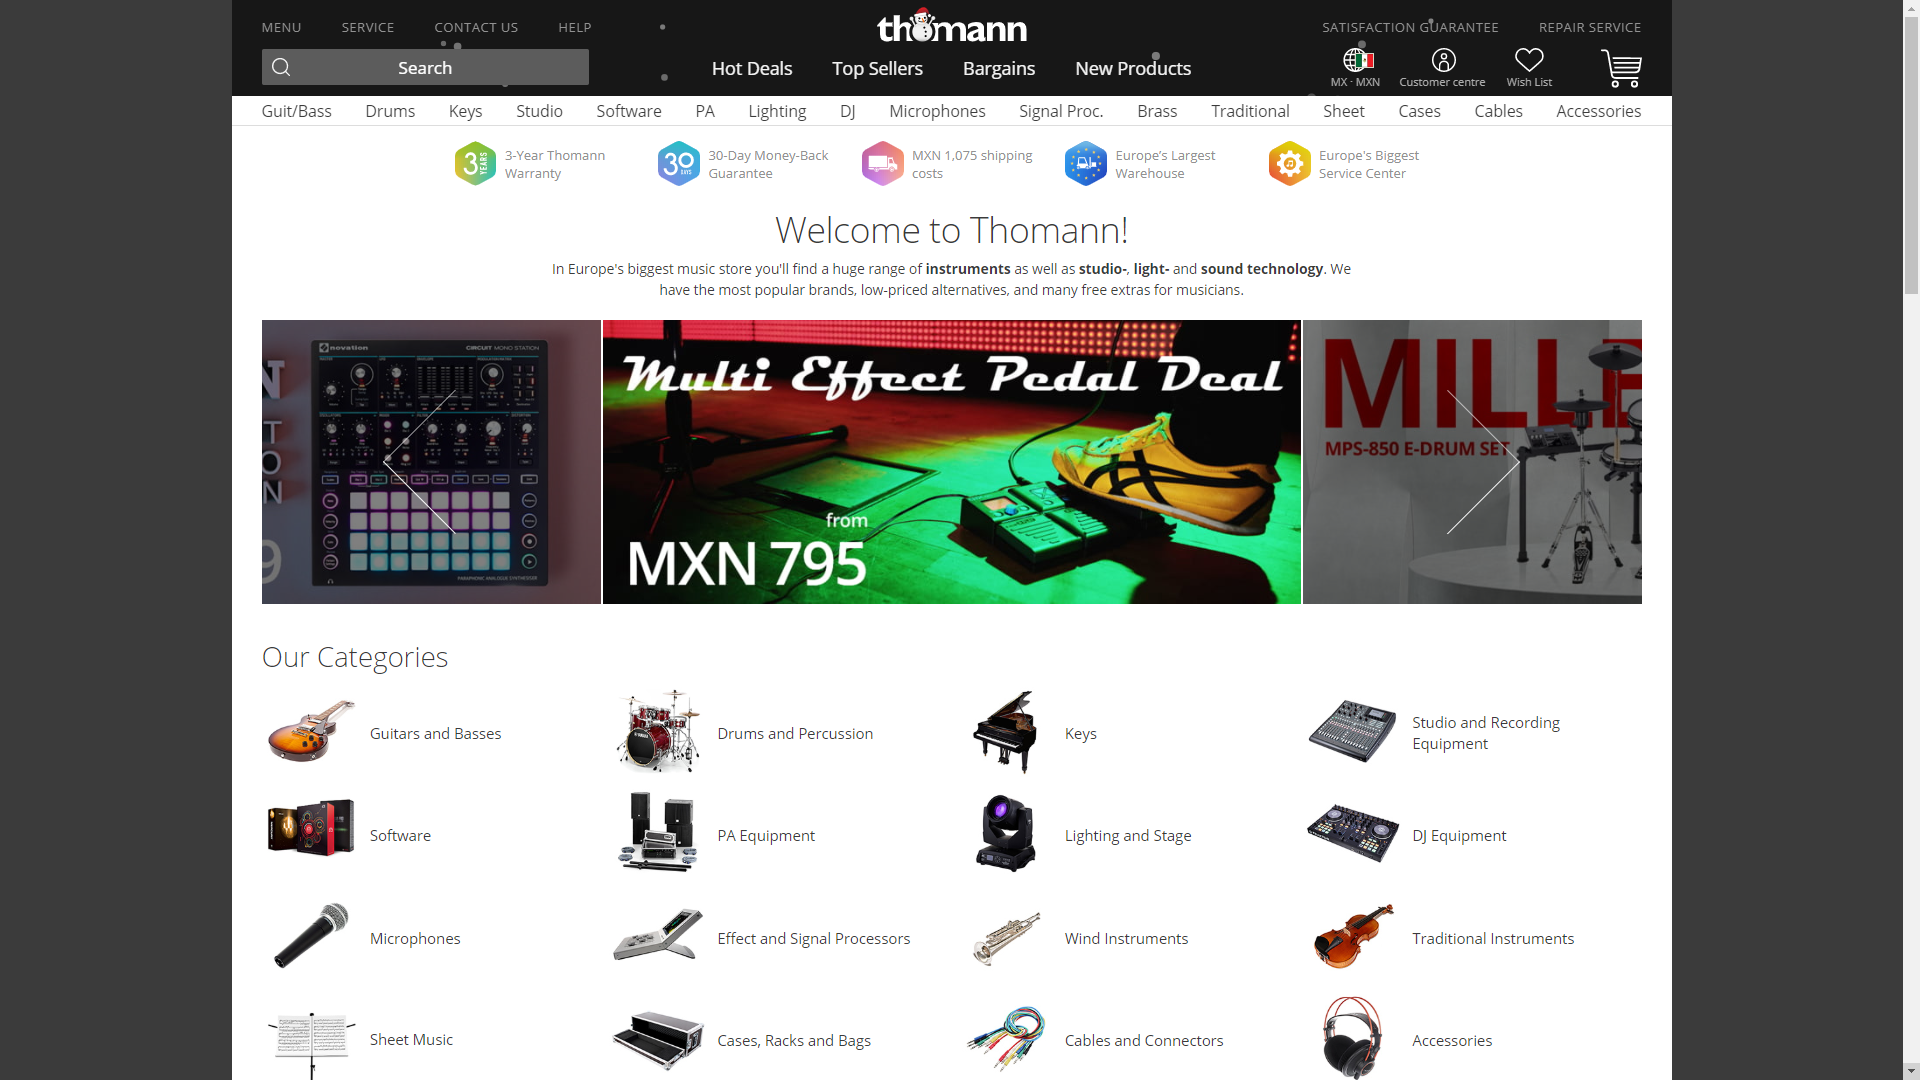 MENU
SERVICE
CONTACT US
HELP
thomann
SATISFACTION GUARANTEE
REPAIR SERVICE
Search
Hot Deals
Top Sellers
Bargains
New Products
MX · MXN
Customer centre
Wish List
Guit/Bass
Drums
Keys
Studio
Software
PA
Lighting
DJ
Microphones
Signal Proc.
Brass
Traditional
Sheet
Cases
Cables
Accessories
3 YEARS
3-Year Thomann
Warranty
30 DAYS
30-Day Money-Back
Guarantee
MXN 1,075 shipping
costs
Europe’s Largest
Warehouse
Europe's Biggest
Service Center
Welcome to Thomann!
In Europe's biggest music store you'll find a huge range of instruments as well as studio-, light- and sound technology. We
have the most popular brands, low-priced alternatives, and many free extras for musicians.
novation
CIRCUIT MONO STATION
PARAPHONIC ANALOGUE SYNTHESIZER
Multi Effect Pedal Deal
from
MXN 795
MILLE
MPS-850 E-DRUM SET
Our Categories
Guitars and Basses
Drums and Percussion
Keys
Studio and Recording
Equipment
Software
PA Equipment
Lighting and Stage
DJ Equipment
Microphones
Effect and Signal Processors
Wind Instruments
Traditional Instruments
Sheet Music
Cases, Racks and Bags
Cables and Connectors
Accessories